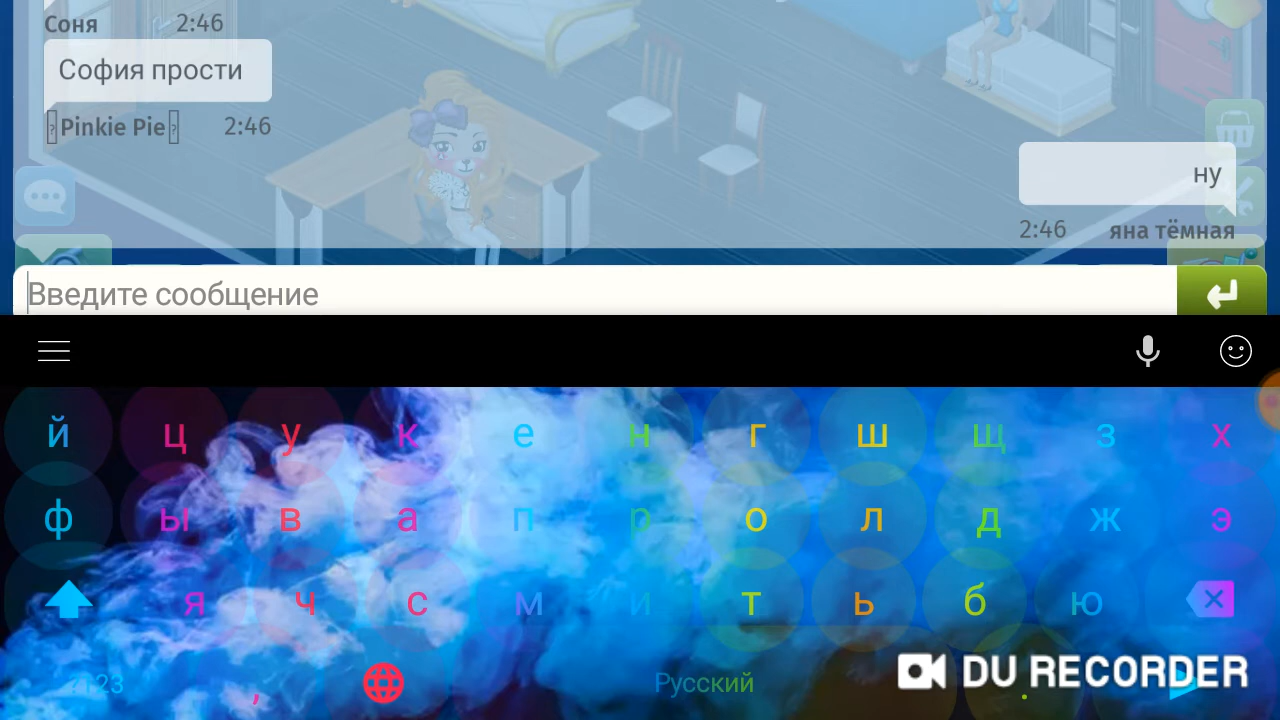 Соня 2:46
София прости
Pinkie Pie 2:46
ну
2:46 яна тёмная
Введите сообщение
й ц у к е н г ш щ з х
ф ы в а п р о л д ж э
я ч с м и т ь б ю
?123 , Русский .
DU RECORDER